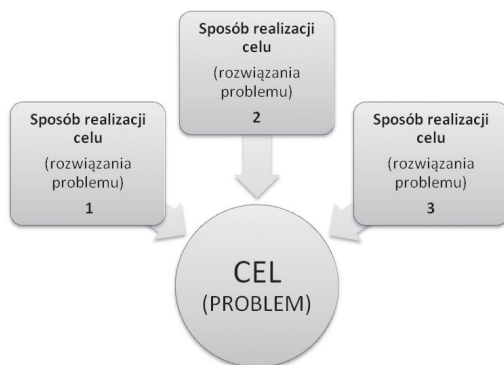 Sposób realizacji
celu
(rozwiązania
problemu)
1
Sposób realizacji
celu
(rozwiązania
problemu)
2
Sposób realizacji
celu
(rozwiązania
problemu)
3
CEL
(PROBLEM)